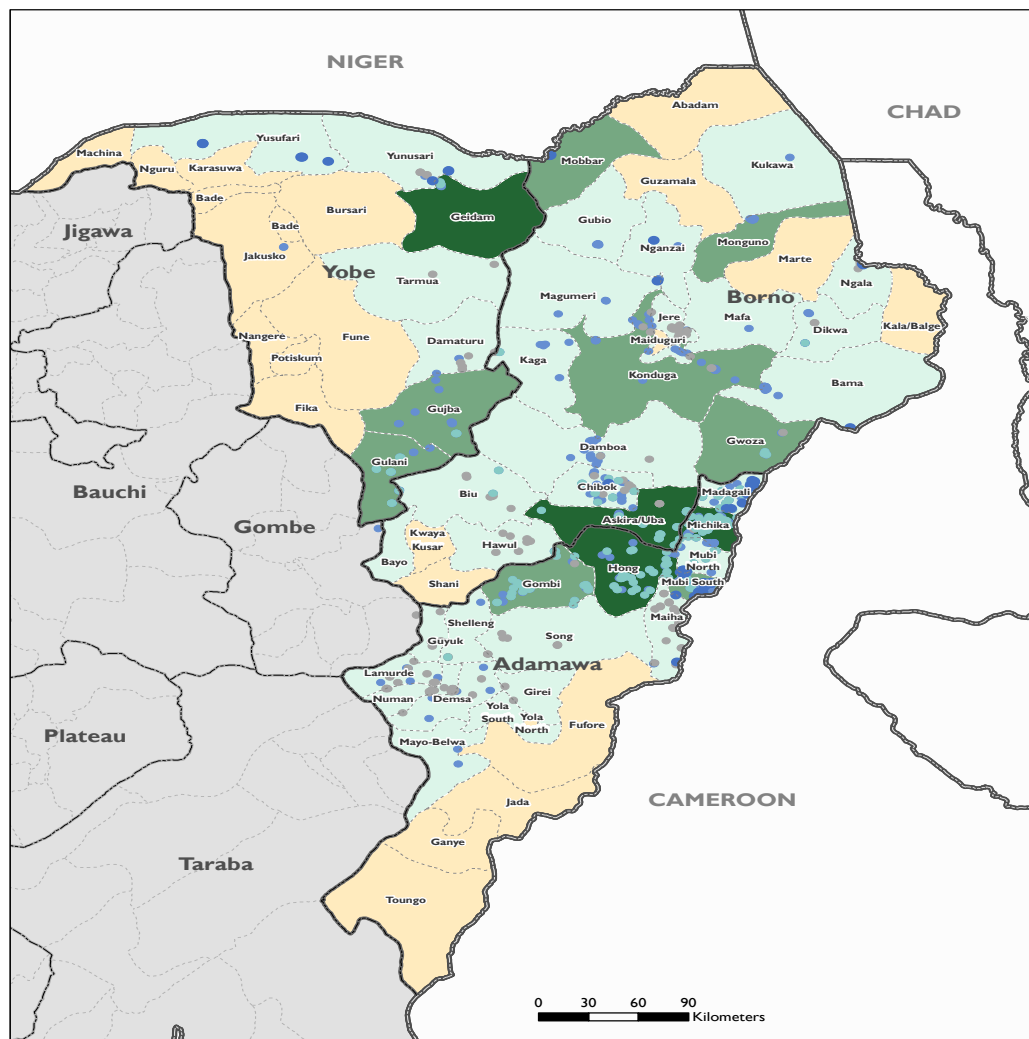 NIGER
CHAD
Abadam
Machina
Yusufari
Yunusari
Mobbar
Kukawa
Nguru
Karasuwa
Guzamala
Bade
Bursari
Geidam
Gubio
Jigawa
Bade
Nganzai
Monguno
Jakusko
Marte
Yobe
Tarmua
Ngala
Magumeri
Borno
Jere
Mafa
Kala/Balge
Dikwa
Nangere
Fune
Damaturu
Maiduguri
Potiskum
Kaga
Konduga
Bama
Fika
Gujba
Gwoza
Damboa
Gulani
Bauchi
Biu
Chibok
Madagali
Gombe
Askira/Uba
Michika
Kwaya
Kusar
Hawul
Mubi
North
Bayo
Hong
Shani
Gombi
Mubi South
Maiha
Shelleng
Guyuk
Song
Adamawa
Lamurde
Girei
Numan
Demsa
Yola
South
Yola
North
Fufore
Plateau
Mayo-Belwa
CAMEROON
Jada
Ganye
Taraba
Toungo
0 30 60 90
Kilometers